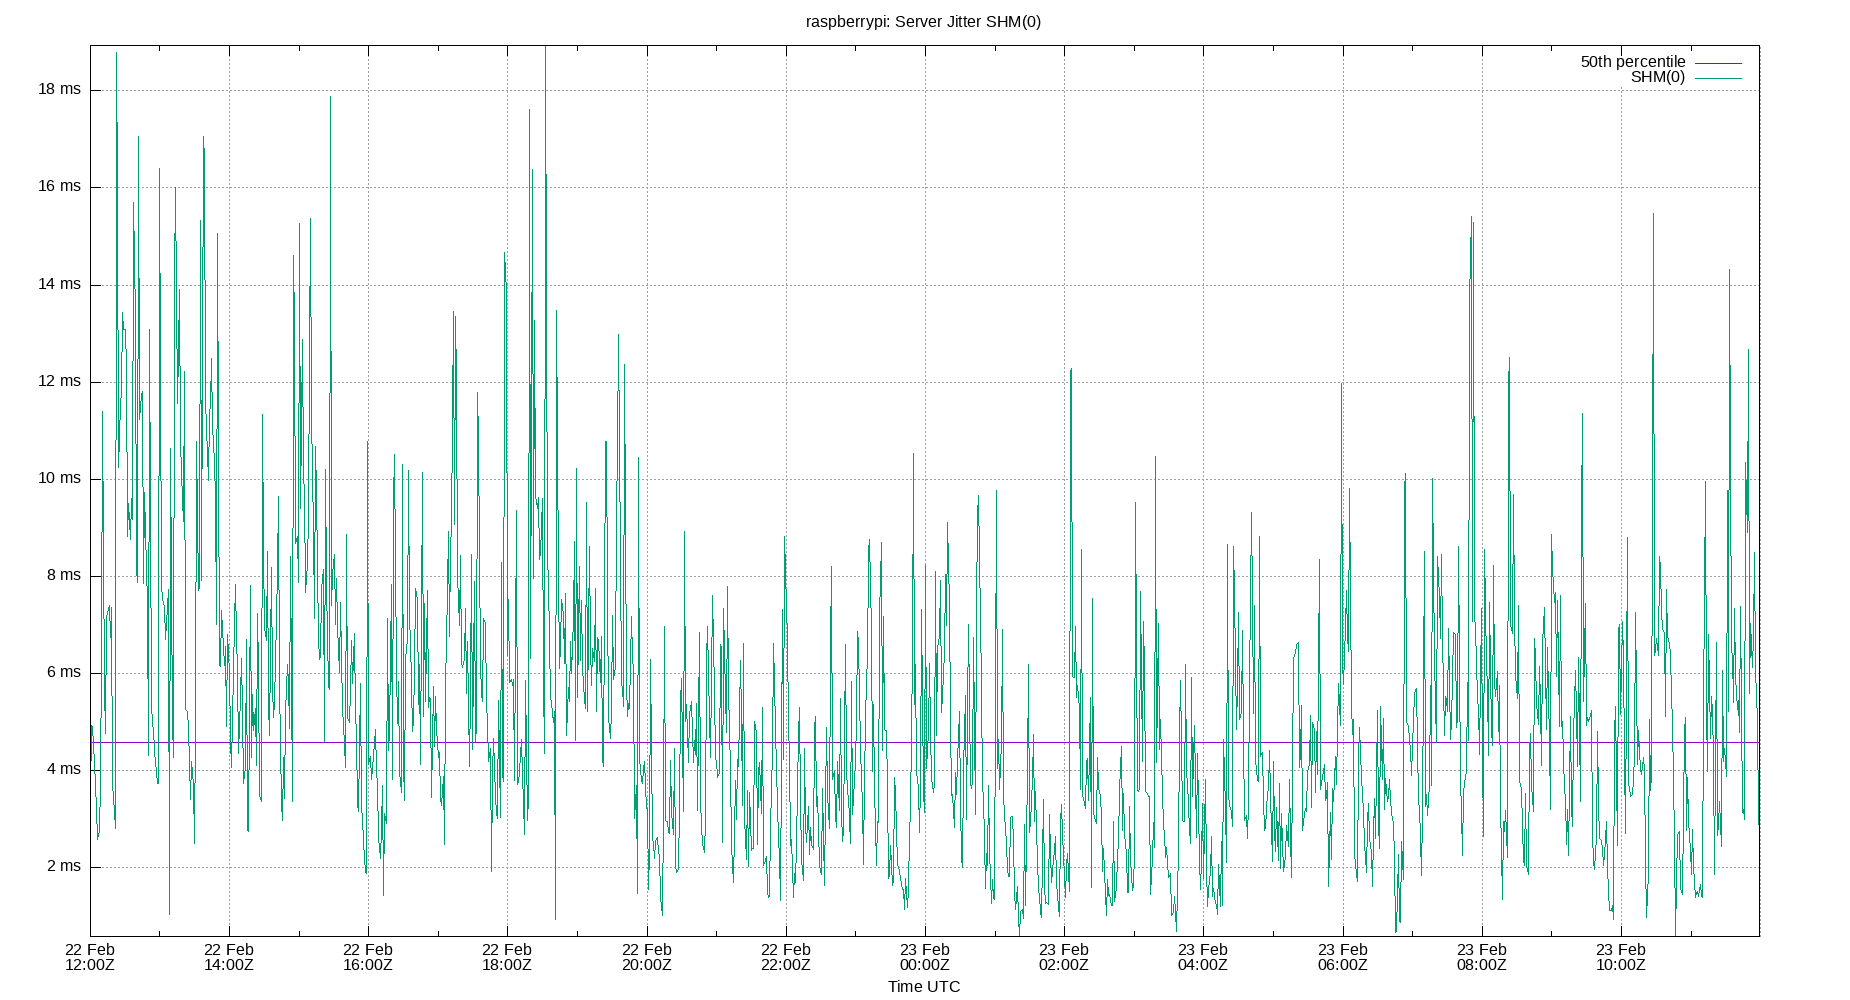 raspberrypi: Server Jitter SHM(0)
50th percentile
SHM(0)
18 ms
16 ms
14 ms
12 ms
10 ms
8 ms
6 ms
4 ms
2 ms
22 Feb 22 Feb 22 Feb 22 Feb 22 Feb 22 Feb 23 Feb 23 Feb 23 Feb 23 Feb 23 Feb 23 Feb
12:00Z 14:00Z 16:00Z 18:00Z 20:00Z 22:00Z 00:00Z 02:00Z 04:00Z 06:00Z 08:00Z 10:00Z
Time UTC